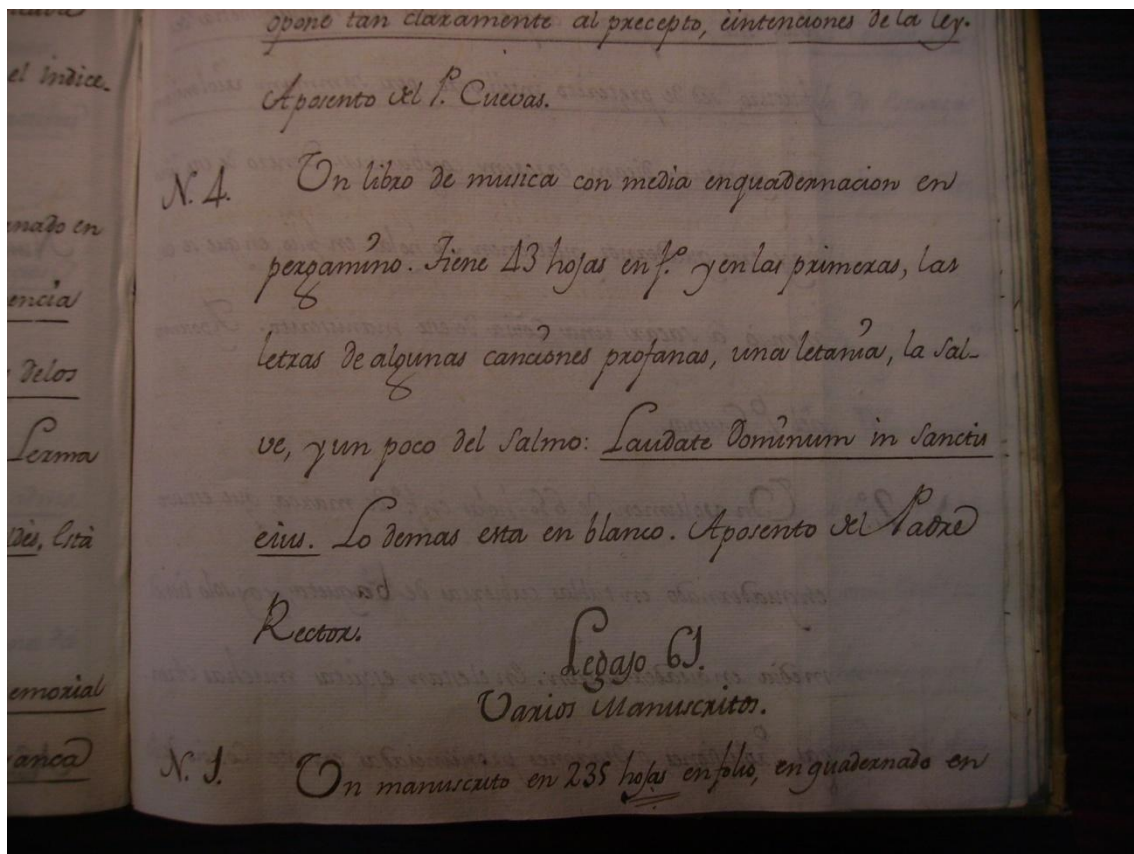 el indice.
nado en
encia
delos
Lerma
dès, Està
emorial
anca
opone tan claramente al precepto, èintenciones de la ley.
Aposento del P. Cuevas.
N. 4. Un libro de musica con media enquadernacion en
pergamino. Tiene 43 hojas en f.º y en las primeras, las
letras de algunas canciones profanas, una letania, la Sal-
ve, y un poco del Salmo: Laudate Dominum in Sanctis
eius. Lo demas esta en blanco. Aposento del Padre
Rector.
Legajo 61.
Varios Manuscritos.
N. 1. Un manuscrito en 235 hojas en folio, enquadernado en